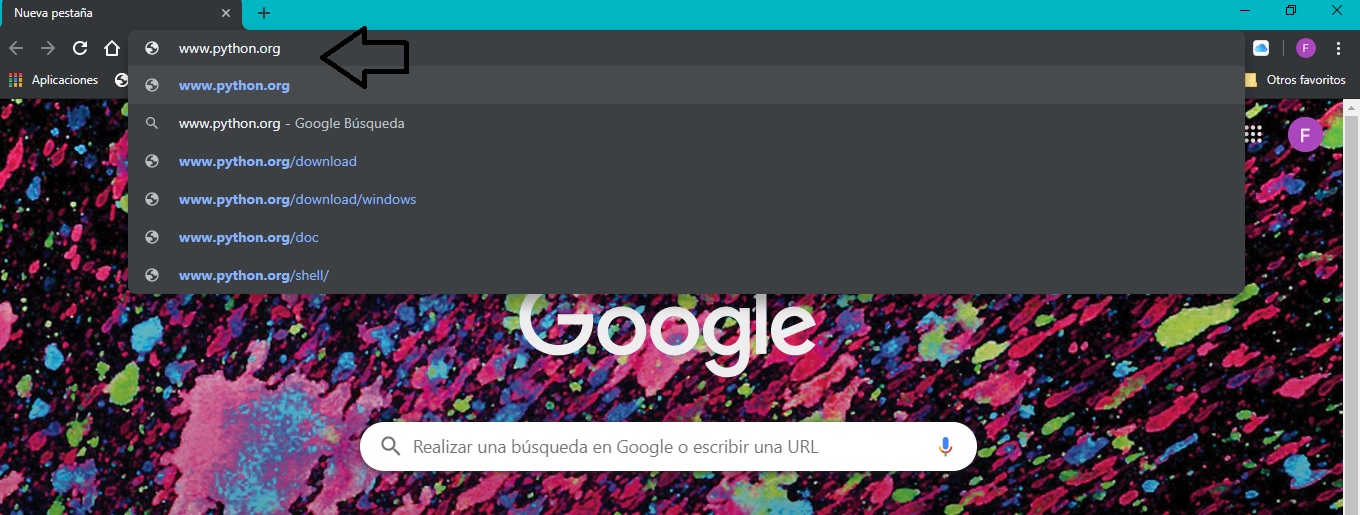 Nueva pestaña
www.python.org
F
Aplicaciones
www.python.org
Otros favoritos
www.python.org - Google Búsqueda
F
www.python.org/download
www.python.org/download/windows
www.python.org/doc
www.python.org/shell/
Google
Realizar una búsqueda en Google o escribir una URL